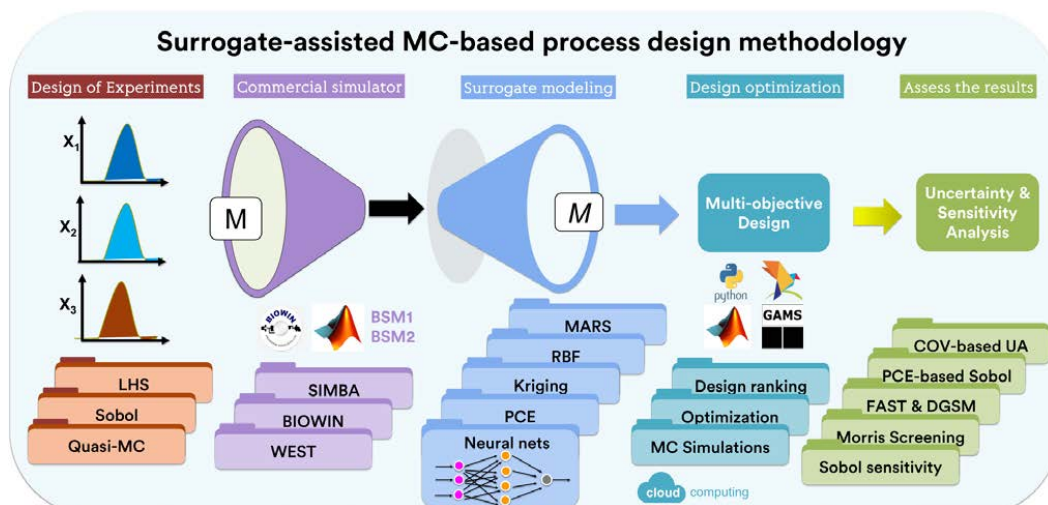 Surrogate-assisted MC-based process design methodology
Design of Experiments
Commercial simulator
Surrogate modeling
Design optimization
Assess the results
X1
X2
X3
M
M
Multi-objective
Design
Uncertainty &
Sensitivity
Analysis
BIOWIN
BSM1
BSM2
python
GAMS
LHS
Sobol
Quasi-MC
SIMBA
BIOWIN
WEST
MARS
RBF
Kriging
PCE
Neural nets
Design ranking
Optimization
MC Simulations
cloud computing
COV-based UA
PCE-based Sobol
FAST & DGSM
Morris Screening
Sobol sensitivity